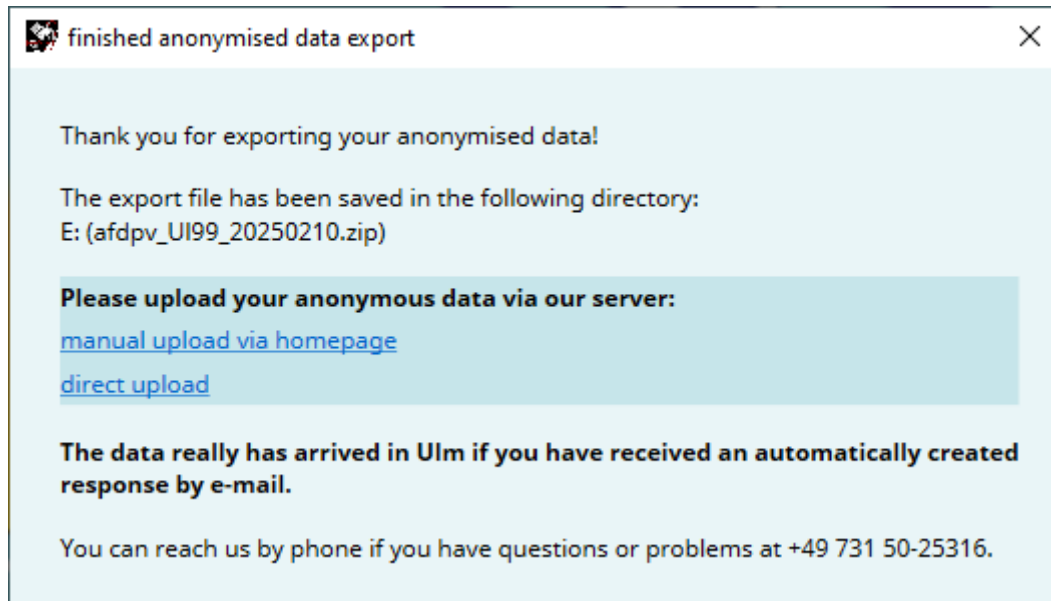 finished anonymised data export
Thank you for exporting your anonymised data!
The export file has been saved in the following directory:
E: (afdpv_UI99_20250210.zip)
Please upload your anonymous data via our server:
manual upload via homepage
direct upload
The data really has arrived in Ulm if you have received an automatically created
response by e-mail.
You can reach us by phone if you have questions or problems at +49 731 50-25316.